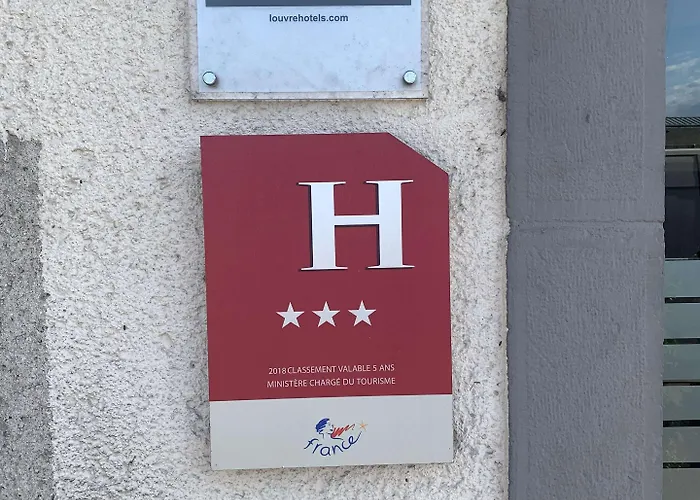 louvrehotels.com
H
★★★
2018 CLASSEMENT VALABLE 5 ANS
MINISTÈRE CHARGÉ DU TOURISME
france